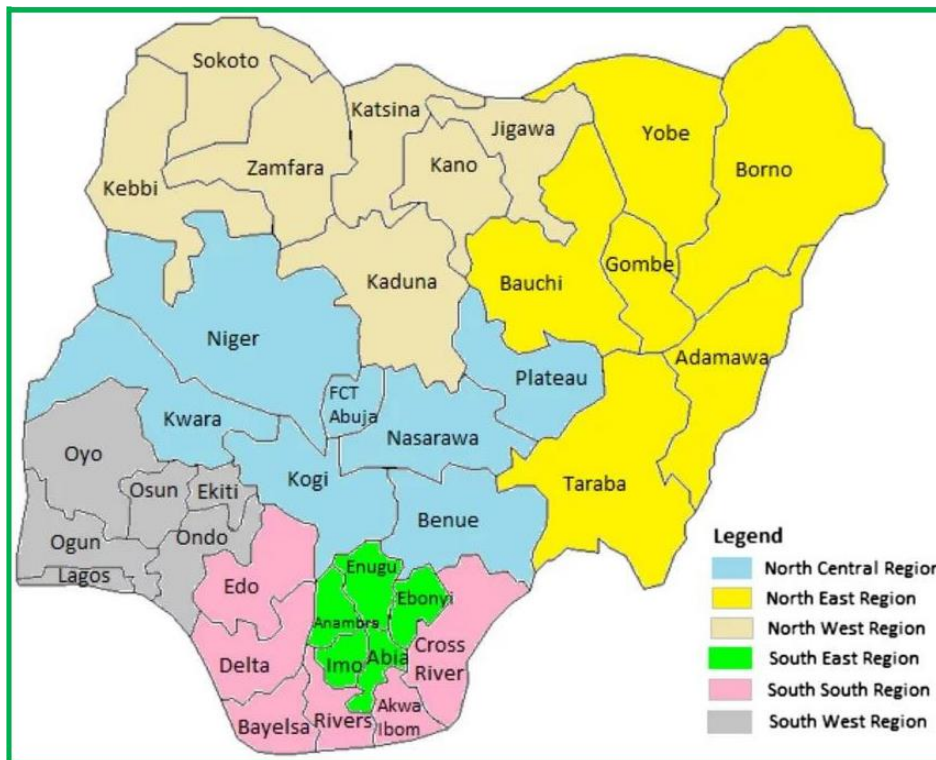 Sokoto
Katsina
Jigawa
Yobe
Borno
Kebbi
Zamfara
Kano
Kaduna
Bauchi
Gombe
Niger
Adamawa
Plateau
FCT
Abuja
Kwara
Nasarawa
Oyo
Kogi
Taraba
Osun
Ekiti
Benue
Ogun
Ondo
Lagos
Edo
Enugu
Ebonyi
Anambra
Cross
River
Delta
Imo
Abia
Bayelsa
Rivers
Akwa
Ibom
Legend
North Central Region
North East Region
North West Region
South East Region
South South Region
South West Region